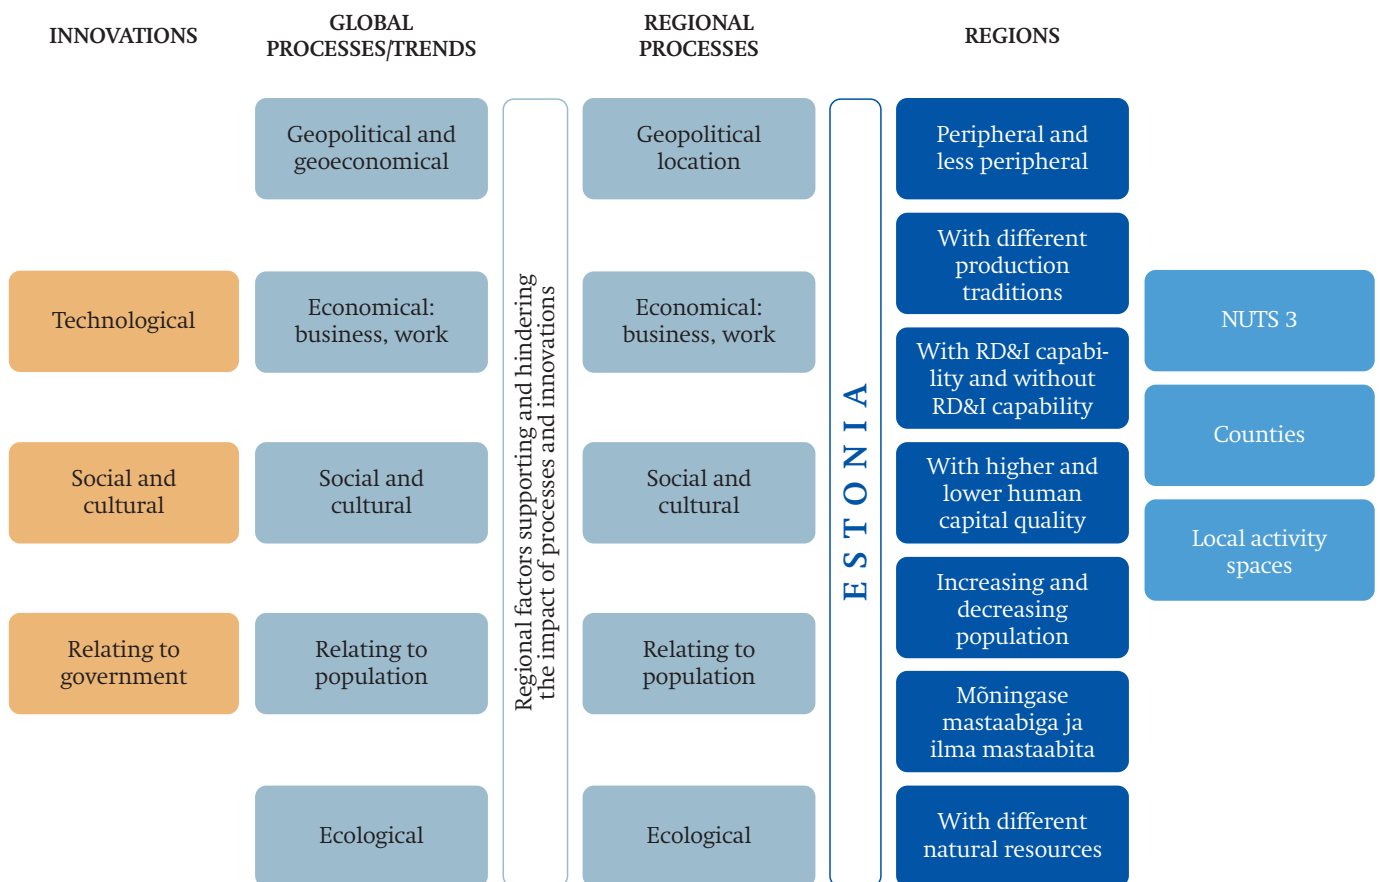 INNOVATIONS
GLOBAL
PROCESSES/TRENDS
REGIONAL
PROCESSES
REGIONS
Technological
Social and
cultural
Relating to
government
Geopolitical and
geoeconomical
Economical:
business, work
Social and
cultural
Relating to
population
Ecological
Regional factors supporting and hindering
the impact of processes and innovations
Geopolitical
location
Economical:
business, work
Social and
cultural
Relating to
population
Ecological
ESTONIA
Peripheral and
less peripheral
With different
production
traditions
With RD&I capabi-
lity and without
RD&I capability
With higher and
lower human
capital quality
Increasing and
decreasing
population
Mõningase
mastaabiga ja
ilma mastaabita
With different
natural resources
NUTS 3
Counties
Local activity
spaces